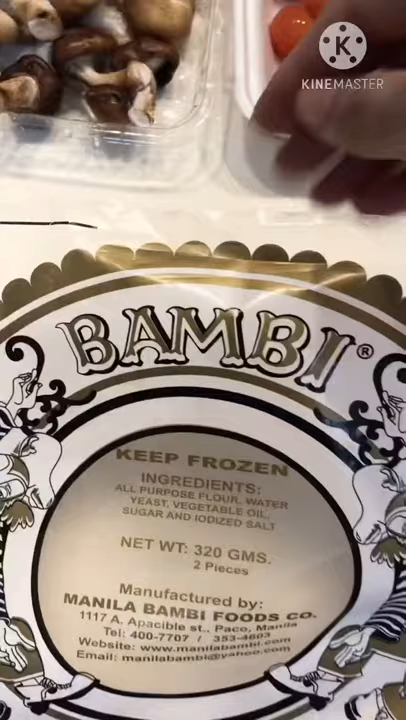 K
KINEMASTER
BAMBI®
KEEP FROZEN
INGREDIENTS:
ALL PURPOSE FLOUR, WATER
YEAST, VEGETABLE OIL,
SUGAR AND IODIZED SALT
NET WT: 320 GMS.
2 Pieces
Manufactured by:
MANILA BAMBI FOODS CO.
1117 A. Apacible st., Paco, Manila
Tel: 400-7707 / 353-4603
Website: www.manilabambi.com
Email: manilabambi@yahoo.com